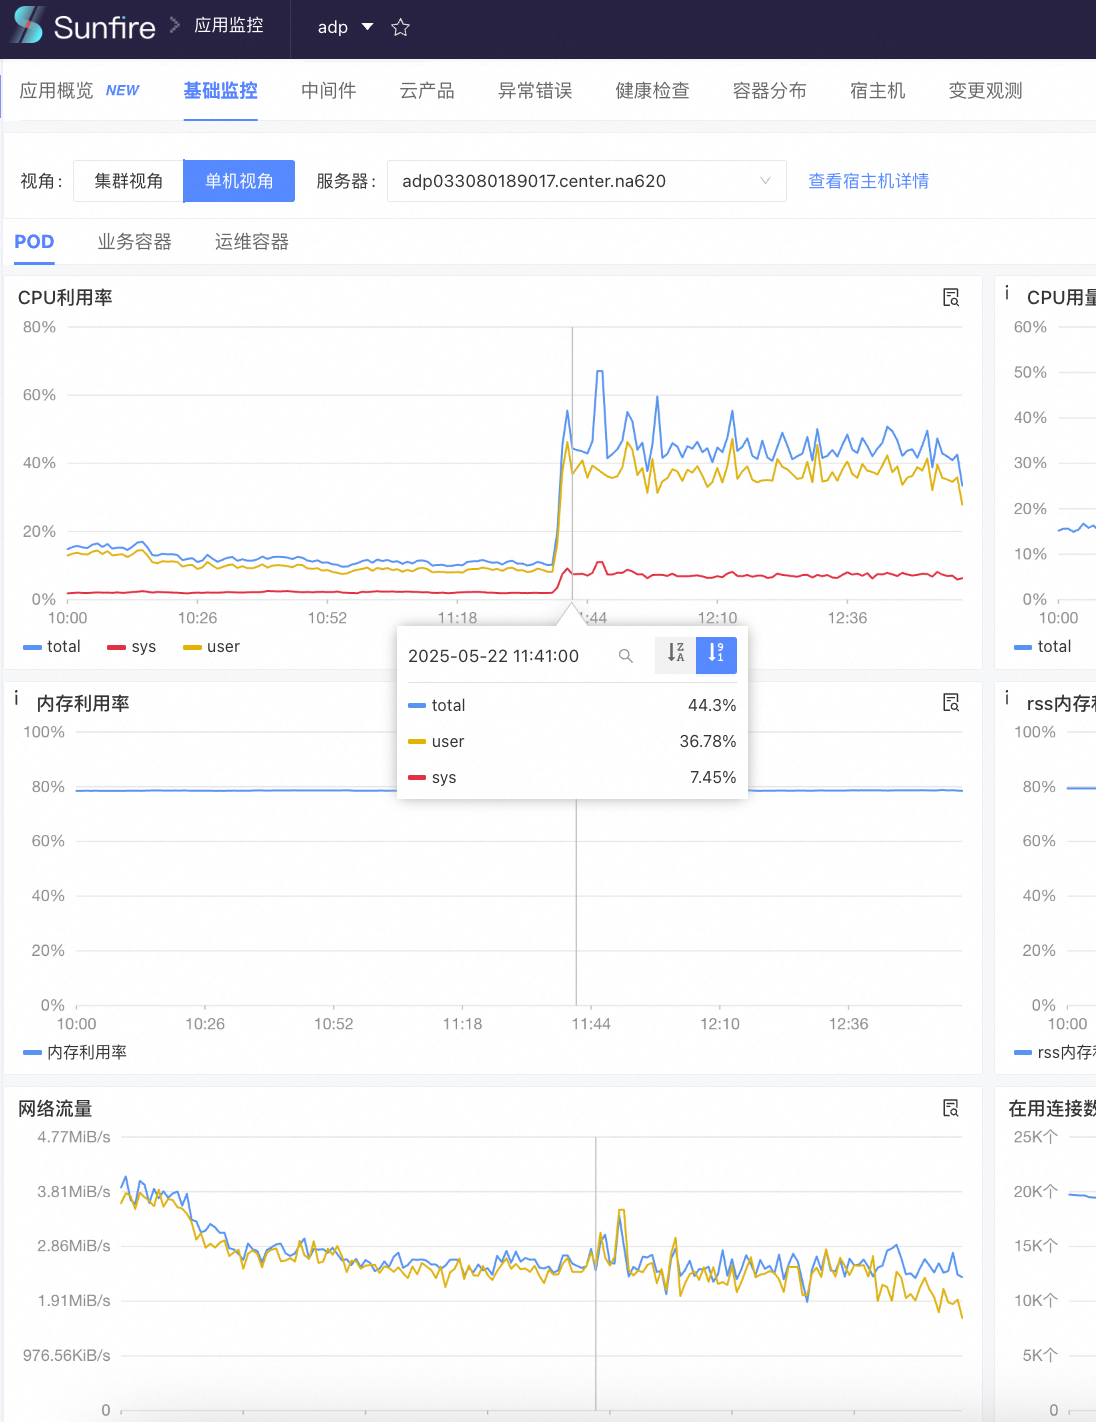 Sunfire
应用监控
adp
应用概览 NEW
基础监控
中间件
云产品
异常错误
健康检查
容器分布
宿主机
变更观测
视角 :
集群视角
单机视角
服务器 :
adp033080189017.center.na620
查看宿主机详情
POD
业务容器
运维容器
CPU利用率
80%
60%
40%
20%
0%
10:00
10:26
10:52
11:18
:44
12:10
12:36
total
sys
user
i CPU用量
60%
50%
40%
30%
20%
10%
0%
10:00
total
2025-05-22 11:41:00
Z
A
9
1
total 44.3%
user 36.78%
sys 7.45%
i 内存利用率
100%
80%
60%
40%
20%
0%
10:00
10:26
10:52
11:18
11:44
12:10
12:36
内存利用率
i rss内存利
100%
80%
60%
40%
20%
0%
10:00
rss内存利
网络流量
4.77MiB/s
3.81MiB/s
2.86MiB/s
1.91MiB/s
976.56KiB/s
0
在用连接数
25K个
20K个
15K个
10K个
5K个
0